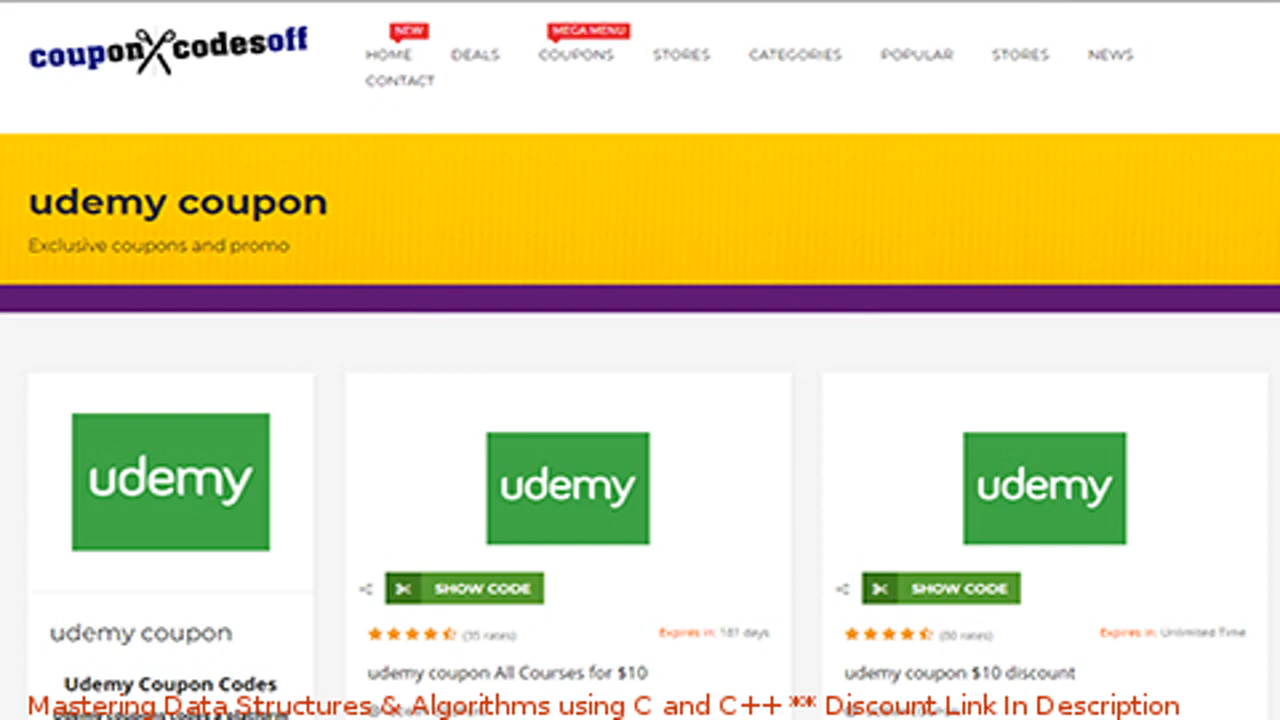 couponcodesoff
NEW
MEGA MENU
HOME DEALS COUPONS STORES CATEGORIES POPULAR STORES NEWS
CONTACT
udemy coupon
Exclusive coupons and promo
udemy
udemy coupon
Udemy Coupon Codes
udemy
SHOW CODE
(35 rates) Expires in: 181 days
udemy coupon All Courses for $10
udemy
SHOW CODE
Expires in: Unlimited Time
udemy coupon $10 discount
Mastering Data Structures & Algorithms using C and C++ ** Discount Link In Description